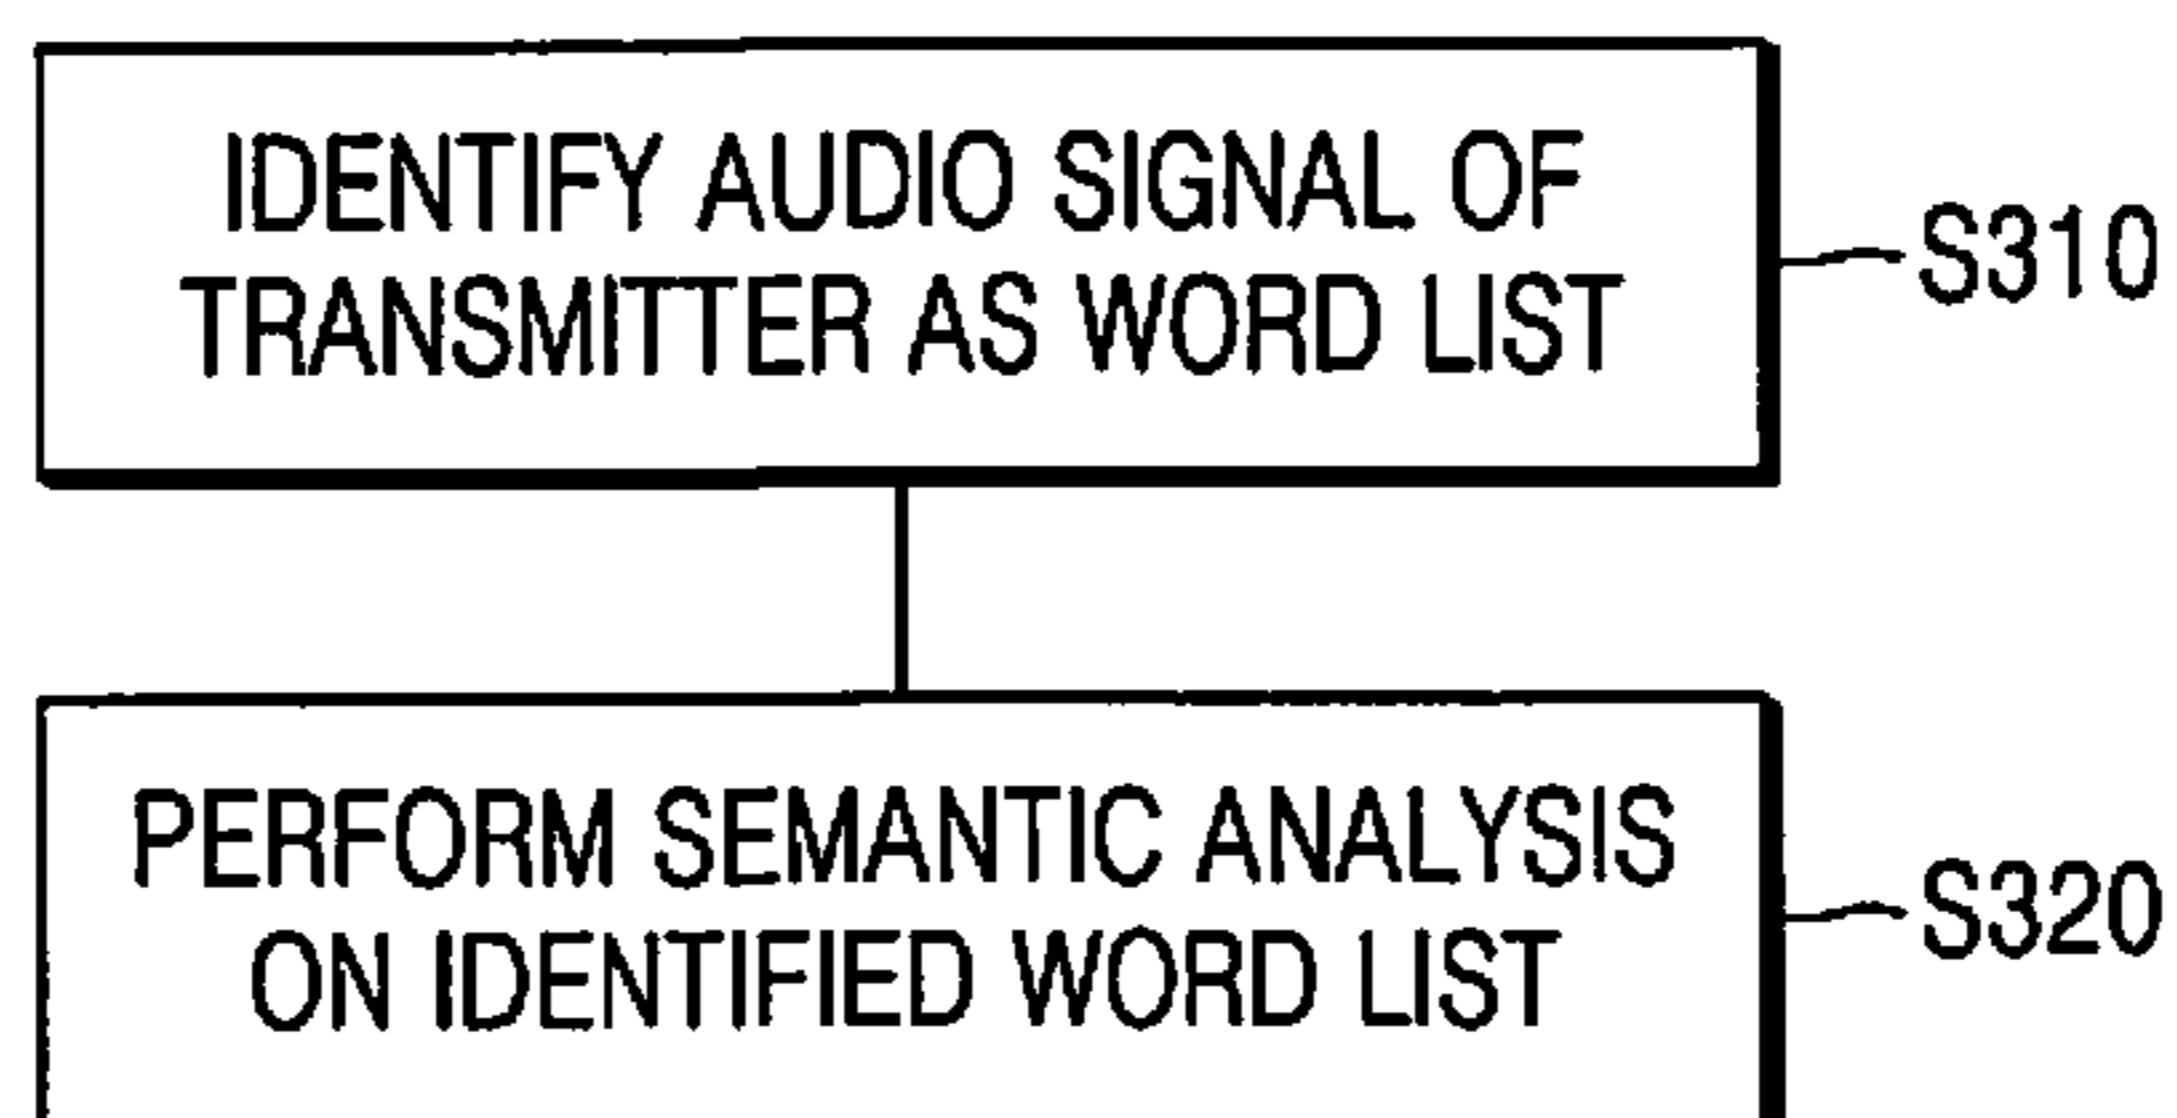 IDENTIFY AUDIO SIGNAL OF
TRANSMITTER AS WORD LIST
S310
PERFORM SEMANTIC ANALYSIS
ON IDENTIFIED WORD LIST
S320